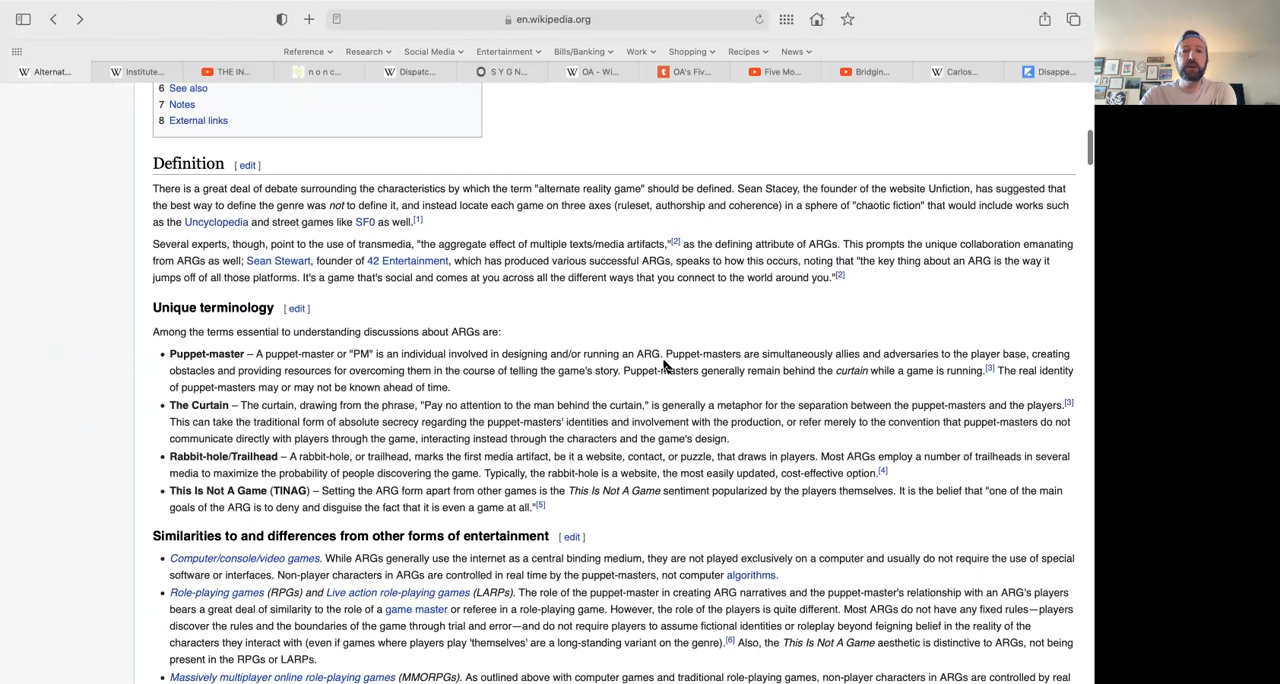 en.wikipedia.org
Reference Research Social Media Entertainment Bills/Banking Work Shopping Recipes News
Alternat... Institute... THE IN... n o n c... Dispatc... S Y G N... OA - Wi... OA's Fiv... Five Mo... Bridgin... Carlos... Disappe...
6 See also
7 Notes
8 External links
Definition [ edit ]
There is a great deal of debate surrounding the characteristics by which the term "alternate reality game" should be defined. Sean Stacey, the founder of the website Unfiction, has suggested that
the best way to define the genre was not to define it, and instead locate each game on three axes (ruleset, authorship and coherence) in a sphere of "chaotic fiction" that would include works such
as the Uncyclopedia and street games like SF0 as well.[1]
Several experts, though, point to the use of transmedia, "the aggregate effect of multiple texts/media artifacts,"[2] as the defining attribute of ARGs. This prompts the unique collaboration emanating
from ARGs as well; Sean Stewart, founder of 42 Entertainment, which has produced various successful ARGs, speaks to how this occurs, noting that "the key thing about an ARG is the way it
jumps off of all those platforms. It's a game that's social and comes at you across all the different ways that you connect to the world around you."[2]
Unique terminology [ edit ]
Among the terms essential to understanding discussions about ARGs are:
• Puppet-master – A puppet-master or "PM" is an individual involved in designing and/or running an ARG. Puppet-masters are simultaneously allies and adversaries to the player base, creating
obstacles and providing resources for overcoming them in the course of telling the game's story. Puppet-masters generally remain behind the curtain while a game is running.[3] The real identity
of puppet-masters may or may not be known ahead of time.
• The Curtain – The curtain, drawing from the phrase, "Pay no attention to the man behind the curtain," is generally a metaphor for the separation between the puppet-masters and the players.[3]
This can take the traditional form of absolute secrecy regarding the puppet-masters' identities and involvement with the production, or refer merely to the convention that puppet-masters do not
communicate directly with players through the game, interacting instead through the characters and the game's design.
• Rabbit-hole/Trailhead – A rabbit-hole, or trailhead, marks the first media artifact, be it a website, contact, or puzzle, that draws in players. Most ARGs employ a number of trailheads in several
media to maximize the probability of people discovering the game. Typically, the rabbit-hole is a website, the most easily updated, cost-effective option.[4]
• This Is Not A Game (TINAG) – Setting the ARG form apart from other games is the This Is Not A Game sentiment popularized by the players themselves. It is the belief that "one of the main
goals of the ARG is to deny and disguise the fact that it is even a game at all."[5]
Similarities to and differences from other forms of entertainment [ edit ]
• Computer/console/video games. While ARGs generally use the internet as a central binding medium, they are not played exclusively on a computer and usually do not require the use of special
software or interfaces. Non-player characters in ARGs are controlled in real time by the puppet-masters, not computer algorithms.
• Role-playing games (RPGs) and Live action role-playing games (LARPs). The role of the puppet-master in creating ARG narratives and the puppet-master's relationship with an ARG's players
bears a great deal of similarity to the role of a game master or referee in a role-playing game. However, the role of the players is quite different. Most ARGs do not have any fixed rules—players
discover the rules and the boundaries of the game through trial and error—and do not require players to assume fictional identities or roleplay beyond feigning belief in the reality of the
characters they interact with (even if games where players play 'themselves' are a long-standing variant on the genre).[6] Also, the This Is Not A Game aesthetic is distinctive to ARGs, not being
present in the RPGs or LARPs.
• Massively multiplayer online role-playing games (MMORPGs). As outlined above with computer games and traditional role-playing games, non-player characters in ARGs are controlled by real